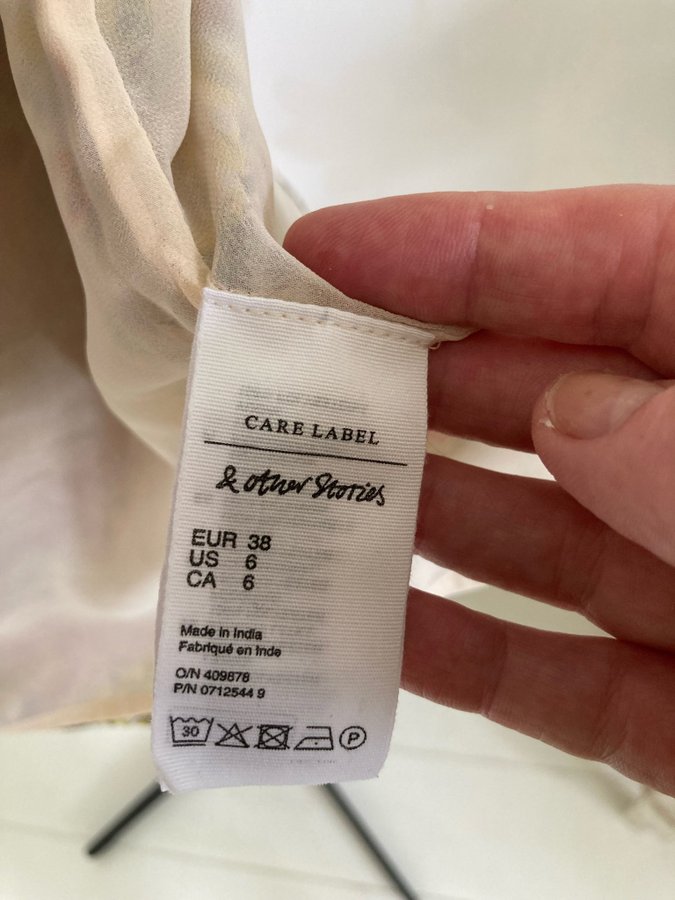 CARE LABEL
& other Stories
EUR 38
US 6
CA 6
Made in India
Fabriqué en Inde
O/N 409878
P/N 0712544 9
30
P